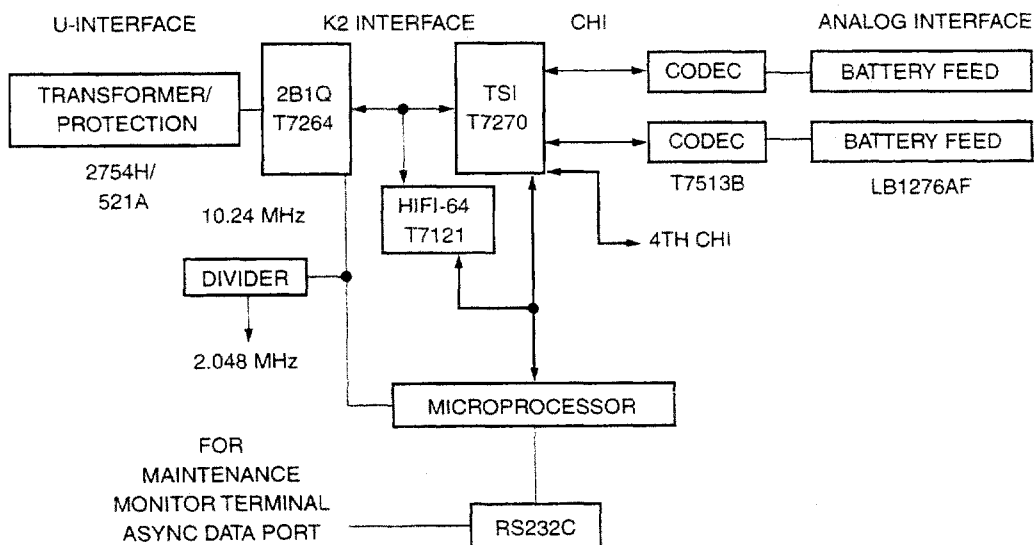 U-INTERFACE
K2 INTERFACE
CHI
ANALOG INTERFACE
TRANSFORMER/
PROTECTION
2B1Q
T7264
TSI
T7270
CODEC
BATTERY FEED
CODEC
BATTERY FEED
2754H/
521A
T7513B
LB1276AF
HIFI-64
T7121
10.24 MHz
4TH CHI
DIVIDER
2.048 MHz
MICROPROCESSOR
FOR
MAINTENANCE
MONITOR TERMINAL
ASYNC DATA PORT
RS232C